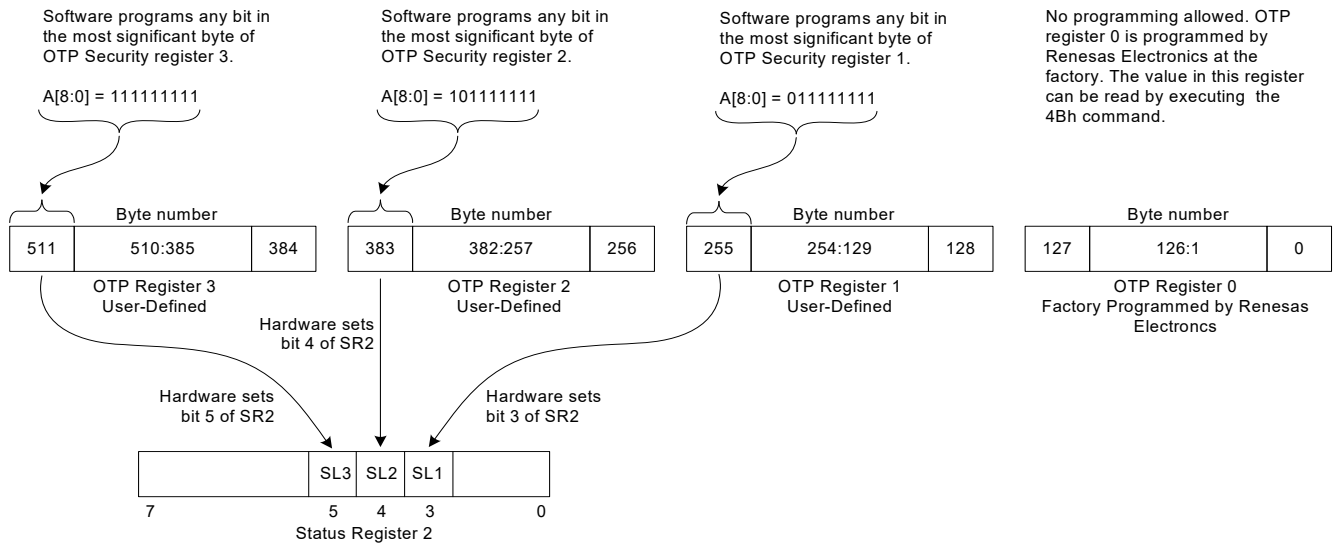 Software programs any bit in
the most significant byte of
OTP Security register 3.
A[8:0] = 111111111
Software programs any bit in
the most significant byte of
OTP Security register 2.
A[8:0] = 101111111
Software programs any bit in
the most significant byte of
OTP Security register 1.
A[8:0] = 011111111
No programming allowed. OTP
register 0 is programmed by
Renesas Electronics at the
factory. The value in this register
can be read by executing the
4Bh command.
Byte number
511 510:385 384
OTP Register 3
User-Defined
Byte number
383 382:257 256
OTP Register 2
User-Defined
Byte number
255 254:129 128
OTP Register 1
User-Defined
Byte number
127 126:1 0
OTP Register 0
Factory Programmed by Renesas
Electroncs
Hardware sets
bit 4 of SR2
Hardware sets
bit 5 of SR2
Hardware sets
bit 3 of SR2
SL3 SL2 SL1
7 5 4 3 0
Status Register 2